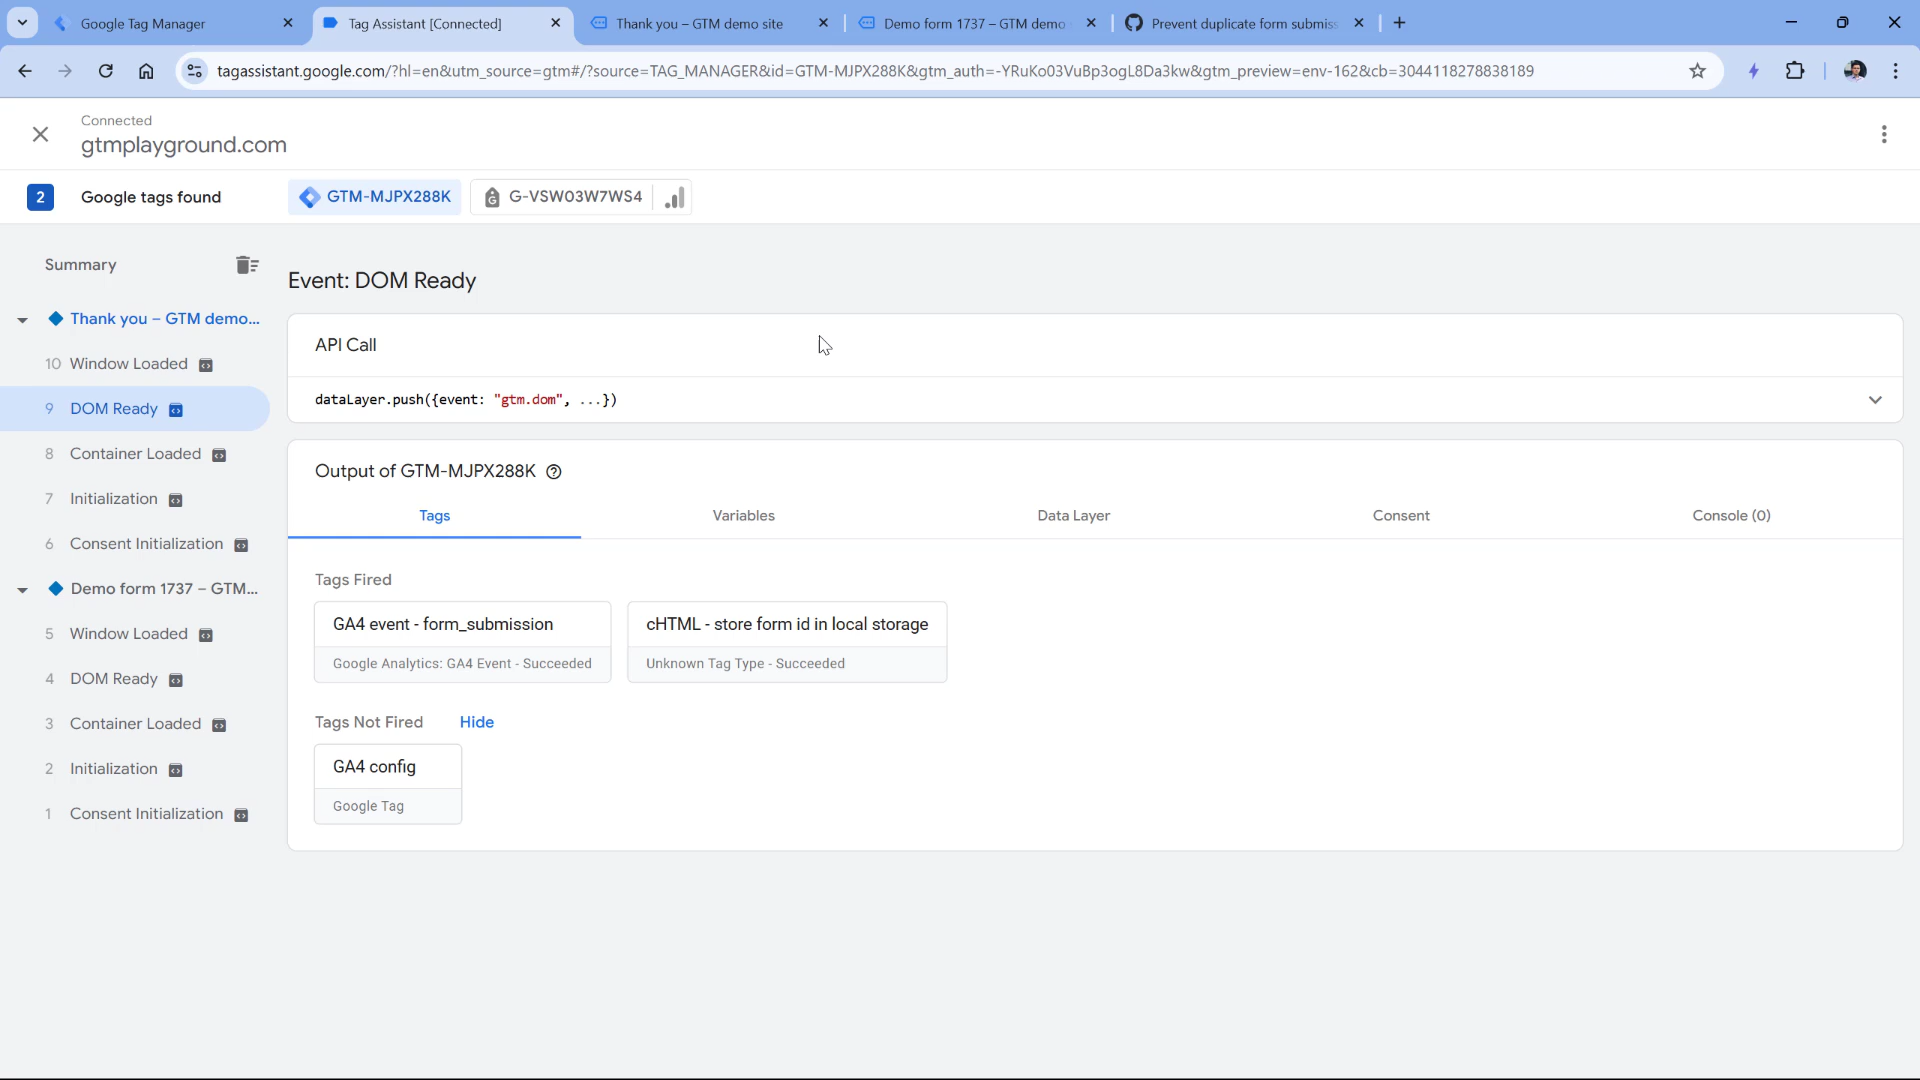 Google Tag Manager
Tag Assistant [Connected]
Thank you – GTM demo site
Demo form 1737 – GTM demo
Prevent duplicate form submiss
tagassistant.google.com/?hl=en&utm_source=gtm#/?source=TAG_MANAGER&id=GTM-MJPX288K&gtm_auth=-YRuKo03VuBp3ogL8Da3kw&gtm_preview=env-162&cb=3044118278838189
Connected
gtmplayground.com
2 Google tags found
GTM-MJPX288K
G-VSW03W7WS4
Summary
Thank you – GTM demo...
10 Window Loaded
9 DOM Ready
8 Container Loaded
7 Initialization
6 Consent Initialization
Demo form 1737 – GTM...
5 Window Loaded
4 DOM Ready
3 Container Loaded
2 Initialization
1 Consent Initialization
Event: DOM Ready
API Call
dataLayer.push({event: "gtm.dom", ...})
Output of GTM-MJPX288K
Tags
Variables
Data Layer
Consent
Console (0)
Tags Fired
GA4 event - form_submission
Google Analytics: GA4 Event - Succeeded
cHTML - store form id in local storage
Unknown Tag Type - Succeeded
Tags Not Fired
Hide
GA4 config
Google Tag